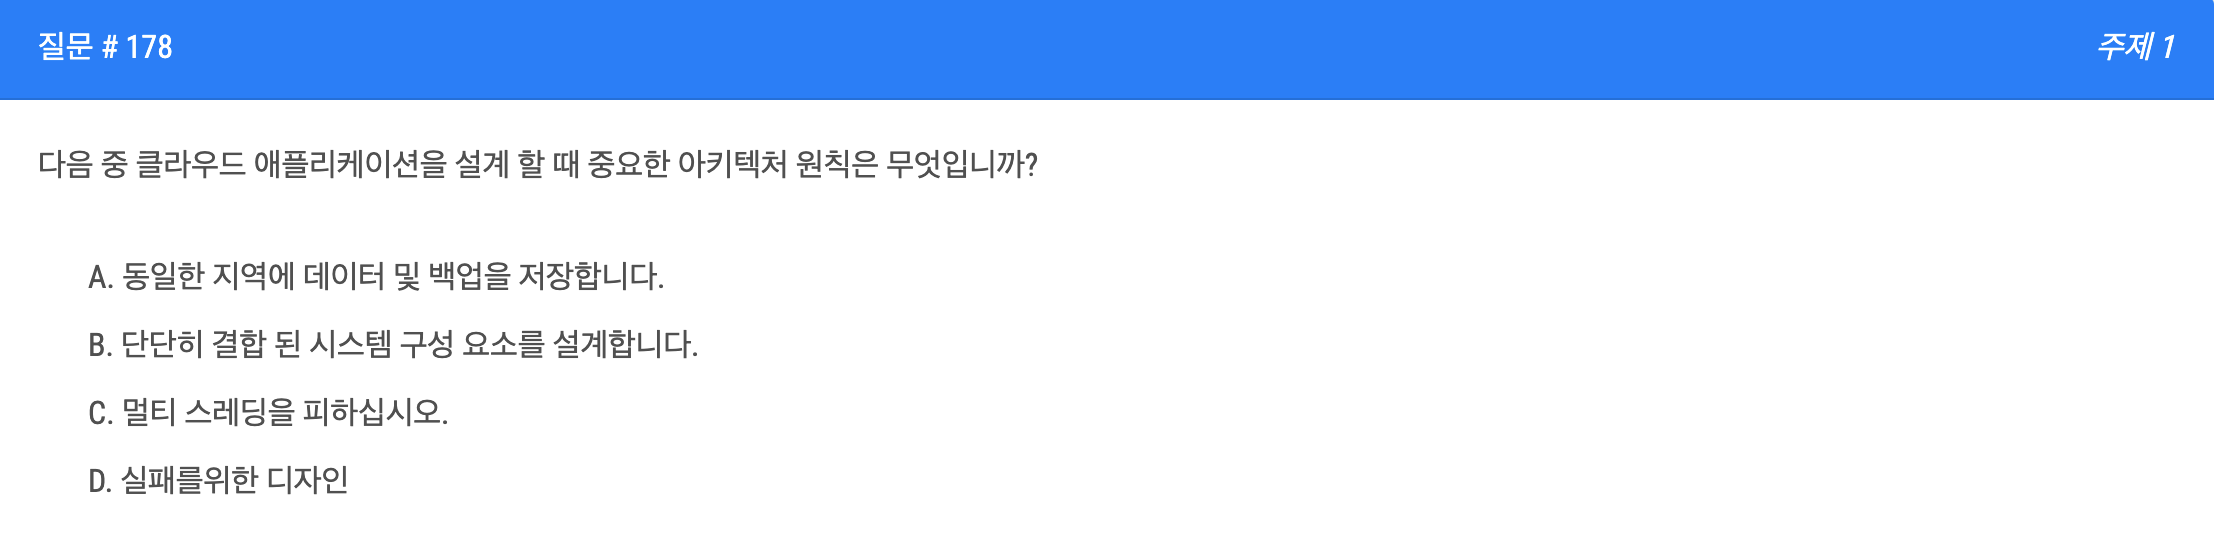 질문 # 178
주제 1
다음 중 클라우드 애플리케이션을 설계 할 때 중요한 아키텍처 원칙은 무엇입니까?
A. 동일한 지역에 데이터 및 백업을 저장합니다.
B. 단단히 결합 된 시스템 구성 요소를 설계합니다.
C. 멀티 스레딩을 피하십시오.
D. 실패를위한 디자인